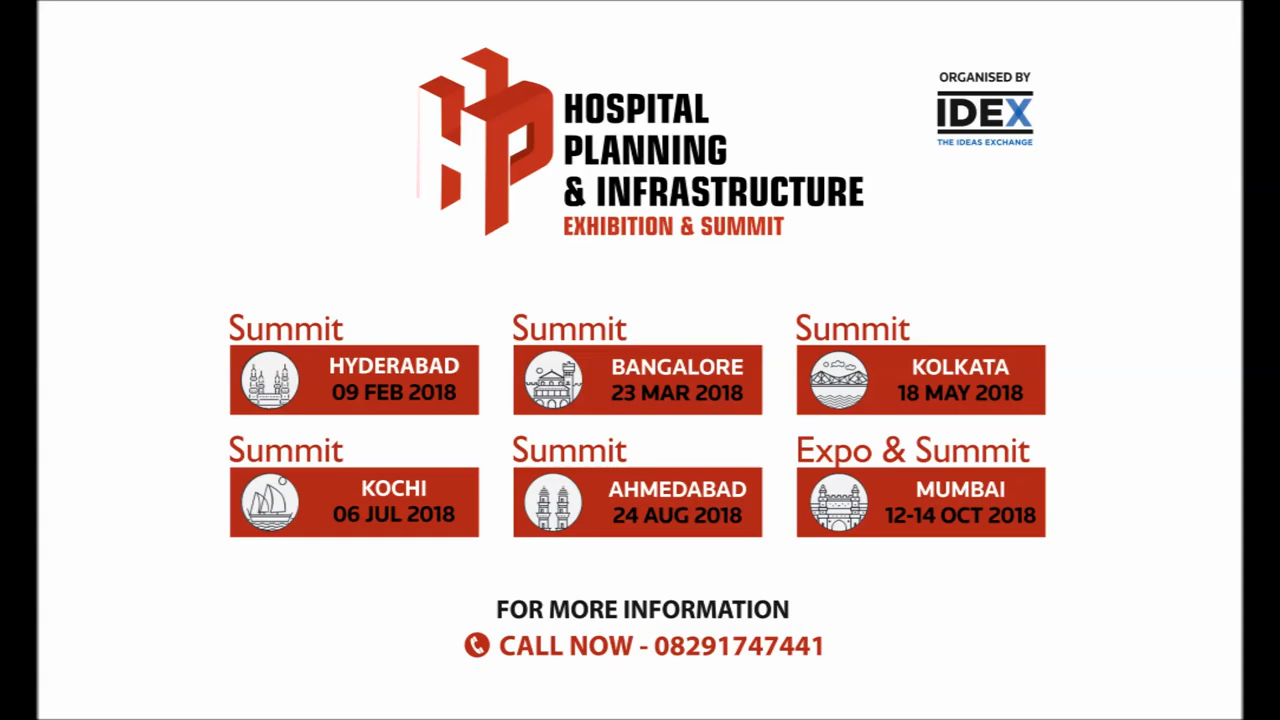 HOSPITAL
PLANNING
& INFRASTRUCTURE
EXHIBITION & SUMMIT
ORGANISED BY
IDEX
THE IDEAS EXCHANGE
Summit
HYDERABAD
09 FEB 2018
Summit
BANGALORE
23 MAR 2018
Summit
KOLKATA
18 MAY 2018
Summit
KOCHI
06 JUL 2018
Summit
AHMEDABAD
24 AUG 2018
Expo & Summit
MUMBAI
12-14 OCT 2018
FOR MORE INFORMATION
CALL NOW - 08291747441